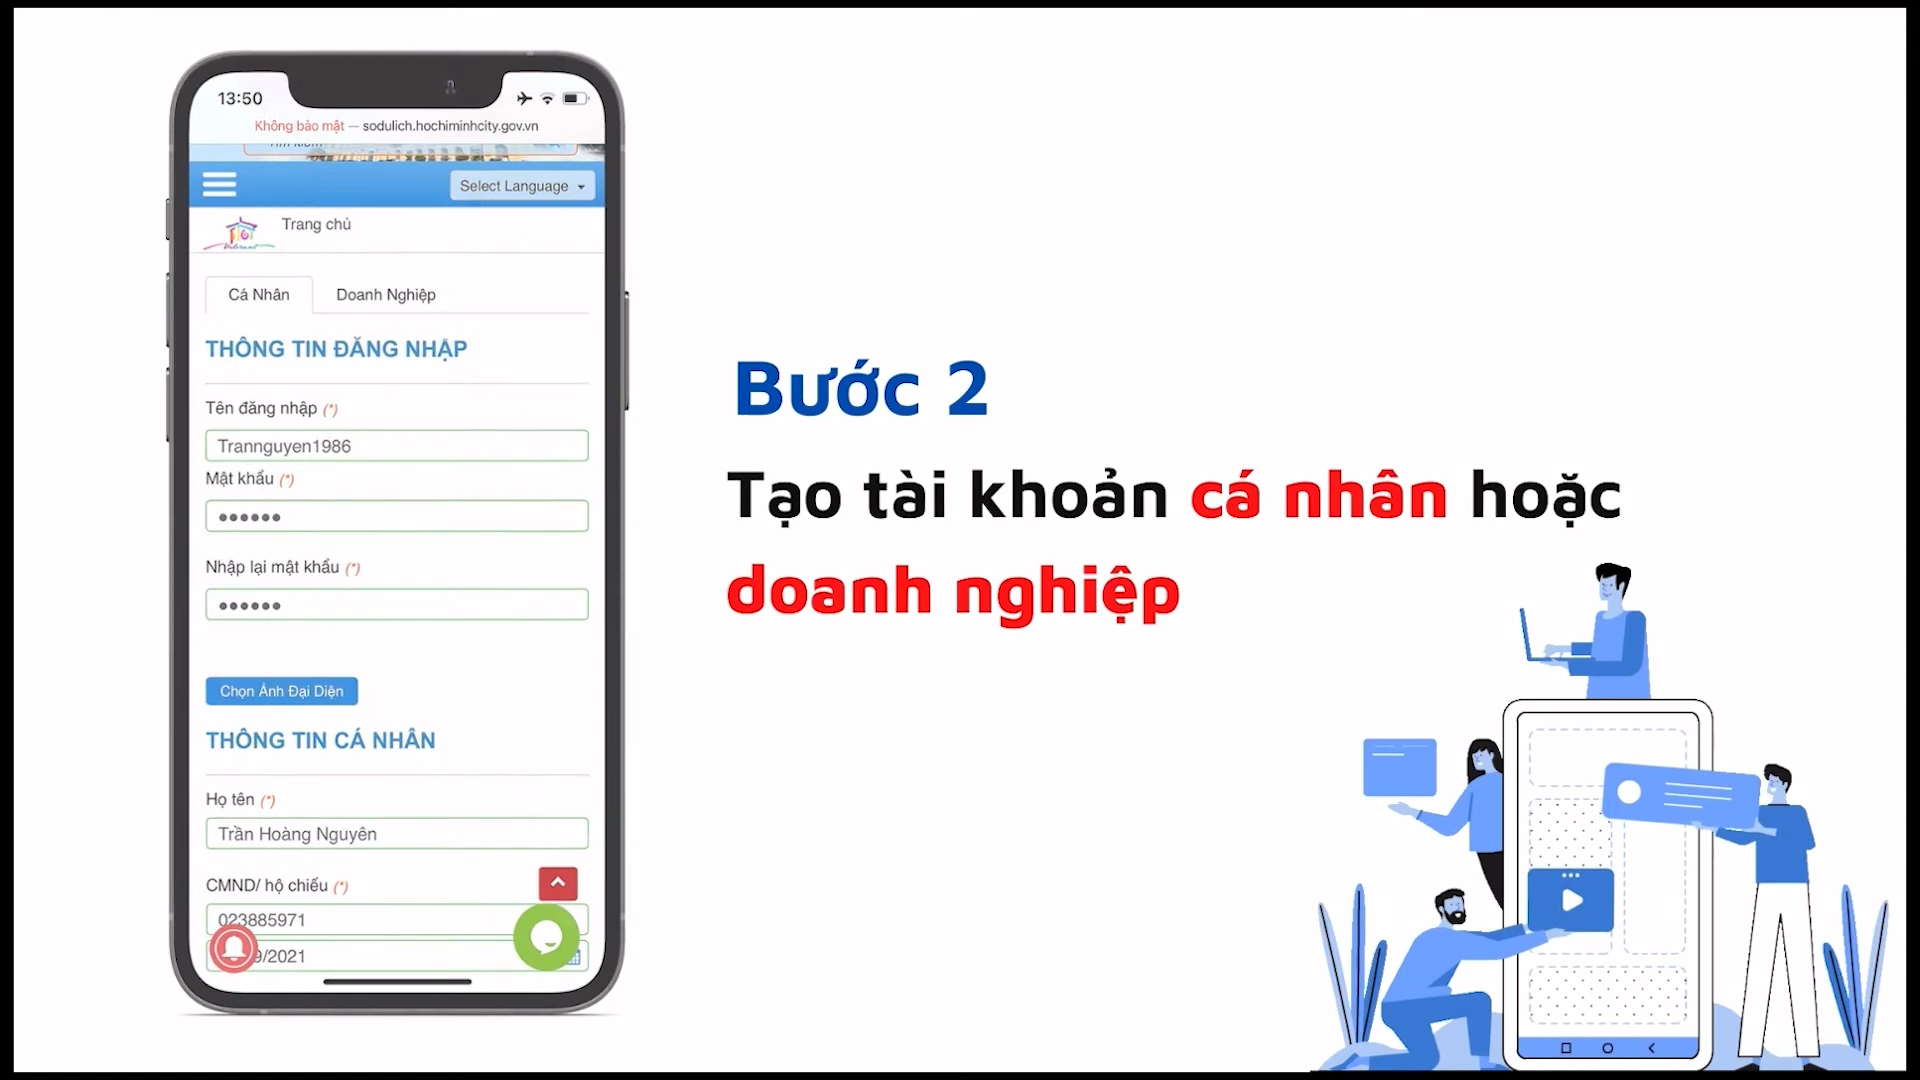 13:50
Không bảo mật — sodulich.hochiminhcity.gov.vn
Select Language
Trang chủ
Cá Nhân
Doanh Nghiệp
THÔNG TIN ĐĂNG NHẬP
Tên đăng nhập (*)
Trannguyen1986
Mật khẩu (*)
Nhập lại mật khẩu (*)
Chọn Ảnh Đại Diện
THÔNG TIN CÁ NHÂN
Họ tên (*)
Trần Hoàng Nguyên
CMND/ hộ chiếu (*)
023885971
9/2021
Bước 2
Tạo tài khoản cá nhân hoặc
doanh nghiệp